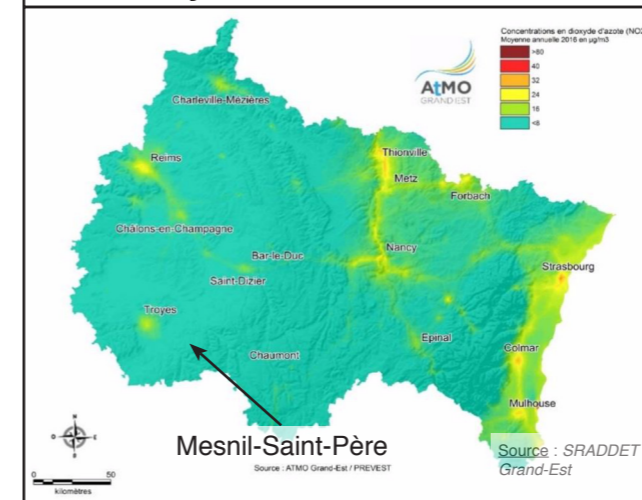 Concentrations en dioxyde d'azote (NO2
Moyenne annuelle 2016 en µg/m3
>60
40
32
24
16
<8
AtMO
GRAND EST
Charleville-Mézières
Thionville
Reims
Metz
Forbach
Châlons-en-Champagne
Nancy
Bar-le-Duc
Strasbourg
Saint-Dizier
Troyes
Epinal
Colmar
Chaumont
Mulhouse
N
O
E
S
Mesnil-Saint-Père
Source : SRADDET
Grand-Est
Source : ATMO Grand-Est / PREVEST
0 50
kilomètres